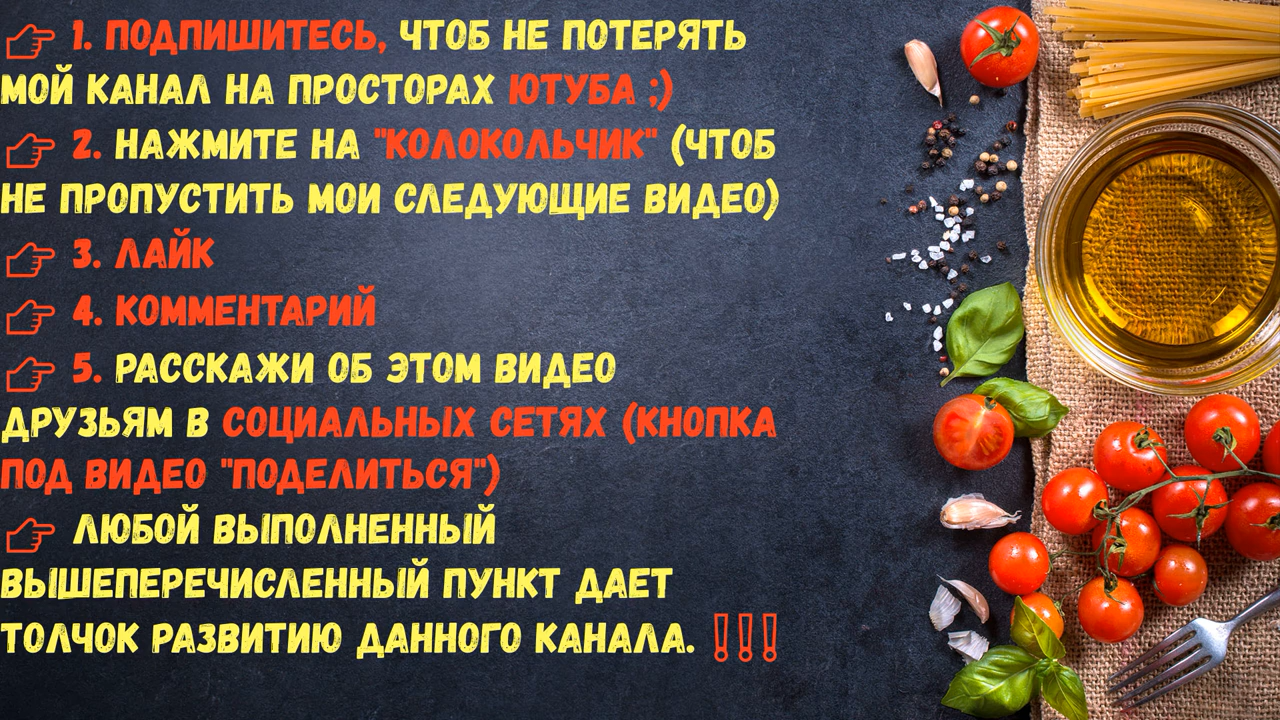 👉 1. ПОДПИШИТЕСЬ, ЧТОБ НЕ ПОТЕРЯТЬ
МОЙ КАНАЛ НА ПРОСТОРАХ ЮТУБА ;)
👉 2. НАЖМИТЕ НА "КОЛОКОЛЬЧИК" (ЧТОБ
НЕ ПРОПУСТИТЬ МОИ СЛЕДУЮЩИЕ ВИДЕО)
👉 3. ЛАЙК
👉 4. КОММЕНТАРИЙ
👉 5. РАССКАЖИ ОБ ЭТОМ ВИДЕО
ДРУЗЬЯМ В СОЦИАЛЬНЫХ СЕТЯХ (КНОПКА
ПОД ВИДЕО "ПОДЕЛИТЬСЯ")
👉 ЛЮБОЙ ВЫПОЛНЕННЫЙ
ВЫШЕПЕРЕЧИСЛЕННЫЙ ПУНКТ ДАЕТ
ТОЛЧОК РАЗВИТИЮ ДАННОГО КАНАЛА. ❗❗❗